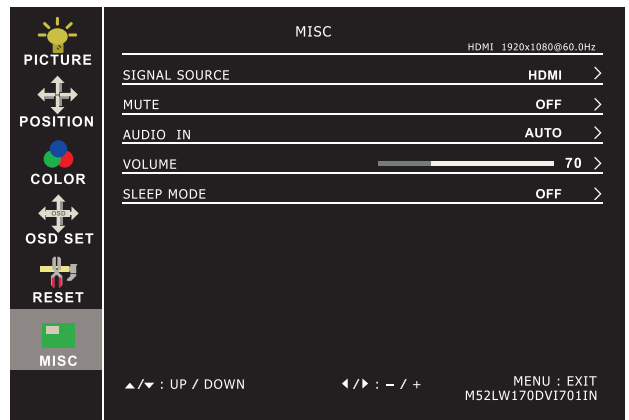 MISC
HDMI 1920x1080@60.0Hz
PICTURE
POSITION
COLOR
OSD
OSD SET
RESET
MISC
SIGNAL SOURCE HDMI >
MUTE OFF >
AUDIO IN AUTO >
VOLUME 70 >
SLEEP MODE OFF >
▲/▼ : UP / DOWN ◀/▶ : – / + MENU : EXIT
M52LW170DVI701IN